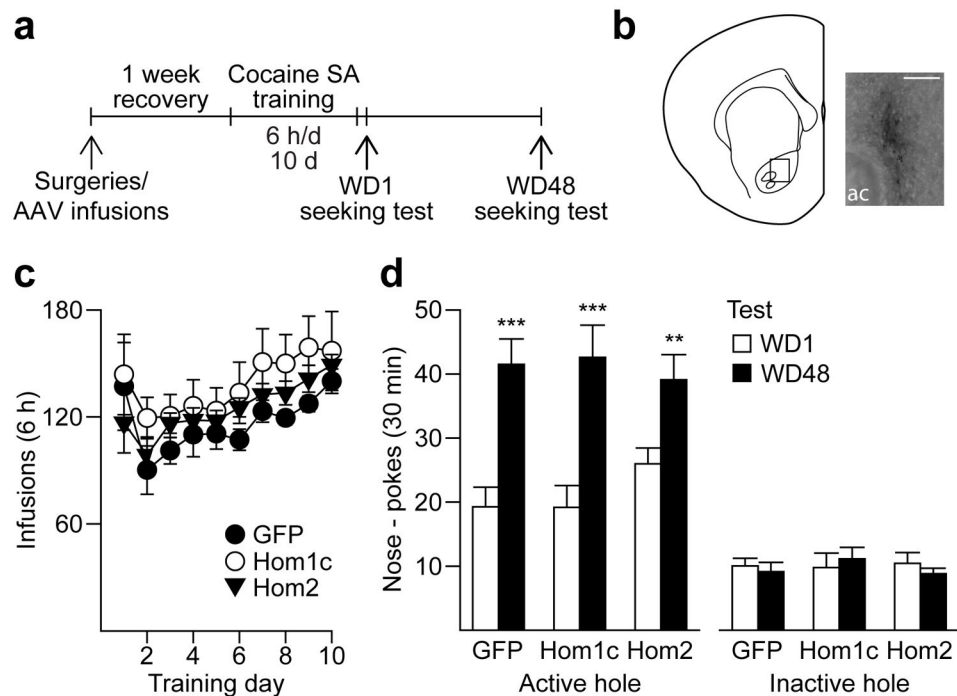 a
1 week
recovery
Cocaine SA
training
6 h/d
10 d
Surgeries/
AAV infusions
WD1
seeking test
WD48
seeking test
b
ac
c
Infusions (6 h)
180
120
60
GFP
Hom1c
Hom2
2 4 6 8 10
Training day
d
Nose - pokes (30 min)
50
40
30
20
10
*** *** **
Test
WD1
WD48
GFP Hom1c Hom2
Active hole
GFP Hom1c Hom2
Inactive hole